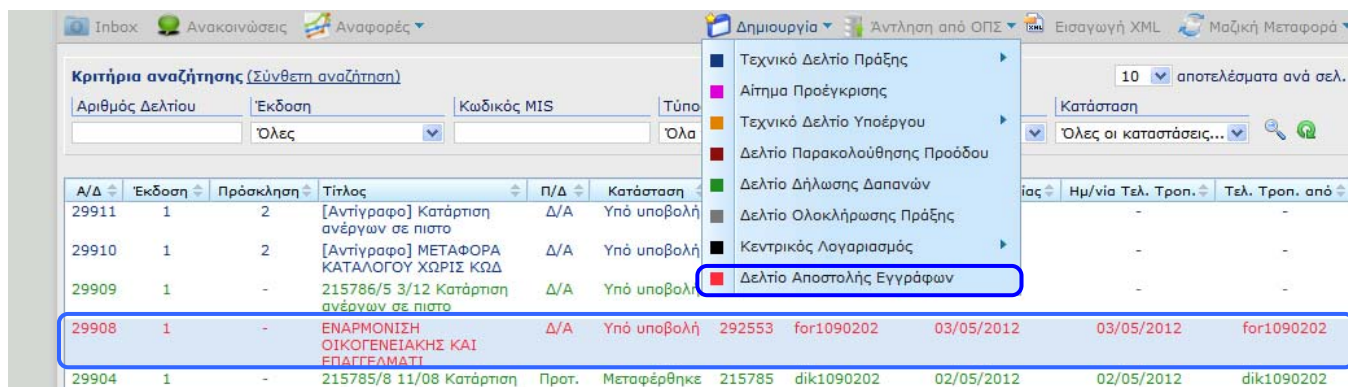 Inbox Ανακοινώσεις Αναφορές Δημιουργία Άντληση από ΟΠΣ Εισαγωγή XML Μαζική Μεταφορά
Κριτήρια αναζήτησης (Σύνθετη αναζήτηση) Τεχνικό Δελτίο Πράξης 10 αποτελέσματα ανά σελ.
Αίτημα Προέγκρισης
Αριθμός Δελτίου Έκδοση Κωδικός MIS Τύπο Κατάσταση
Τεχνικό Δελτίο Υποέργου
Όλες Όλα Όλες οι καταστάσεις...
Δελτίο Παρακολούθησης Προόδου
Δελτίο Δήλωσης Δαπανών
Α/Δ Έκδοση Πρόσκληση Τίτλος Π/Δ Κατάσταση ίας Ημ/νία Τελ. Τροπ. Τελ. Τροπ. από
Δελτίο Ολοκλήρωσης Πράξης
29911 1 2 [Αντίγραφο] Κατάρτιση Δ/Α Υπό υποβολή - -
ανέργων σε πιστο
Κεντρικός Λογαριασμός
29910 1 2 [Αντίγραφο] ΜΕΤΑΦΟΡΑ Δ/Α Υπό υποβολή - -
ΚΑΤΑΛΟΓΟΥ ΧΩΡΙΣ ΚΩΔ
Δελτίο Αποστολής Εγγράφων
29909 1 - 215786/5 3/12 Κατάρτιση Δ/Α Υπό υποβολή - -
ανέργων σε πιστο
29908 1 - ΕΝΑΡΜΟΝΙΣΗ Δ/Α Υπό υποβολή 292553 for1090202 03/05/2012 03/05/2012 for1090202
ΟΙΚΟΓΕΝΕΙΑΚΗΣ ΚΑΙ
ΕΠΑΓΓΕΛΜΑΤΙ
29904 1 - 215785/8 11/08 Κατάρτιση Προτ. Μεταφέρθηκε 215785 dik1090202 02/05/2012 02/05/2012 dik1090202